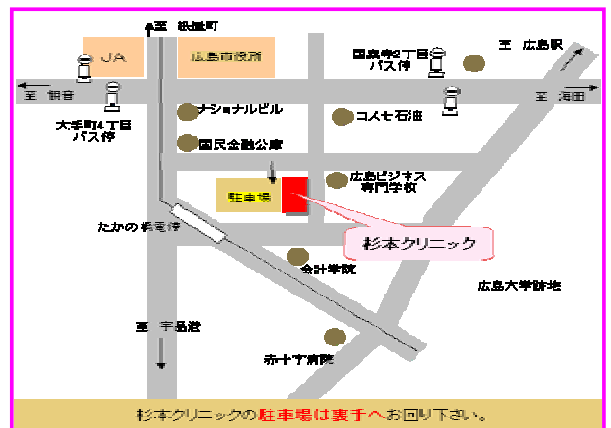 至 紙屋町
JA
広島市役所
国泰寺2丁目
バス停
至 広島駅
至 観音
至 海田
大手町4丁目
バス停
ナショナルビル
コスモ石油
国民金融公庫
駐車場
広島ビジネス
専門学校
たかの橋電停
杉本クリニック
会計学院
広島大学跡地
至 宇品港
赤十字病院
杉本クリニックの駐車場は裏手へお回り下さい。